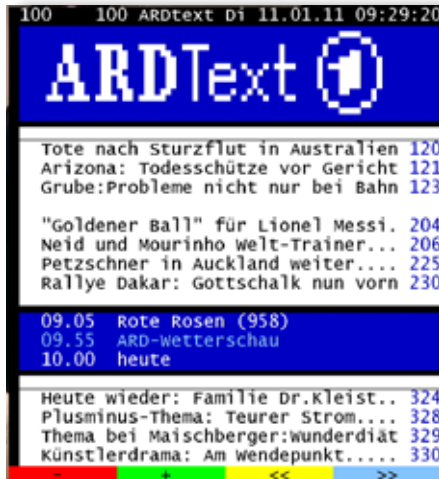 100 100 ARDtext Di 11.01.11 09:29:20
ARDText 1
Tote nach Sturzflut in Australien 120
Arizona: Todesschütze vor Gericht 121
Grube:Probleme nicht nur bei Bahn 123
"Goldener Ball" für Lionel Messi. 204
Neid und Mourinho Welt-Trainer... 206
Petzschner in Auckland weiter.... 225
Rallye Dakar: Gottschalk nun vorn 230
09.05 Rote Rosen (958)
09.55 ARD-Wetterschau
10.00 heute
Heute wieder: Familie Dr.Kleist.. 324
Plusminus-Thema: Teurer Strom.... 328
Thema bei Maischberger:Wunderdiät 329
Künstlerdrama: Am Wendepunkt..... 330
- + << >>